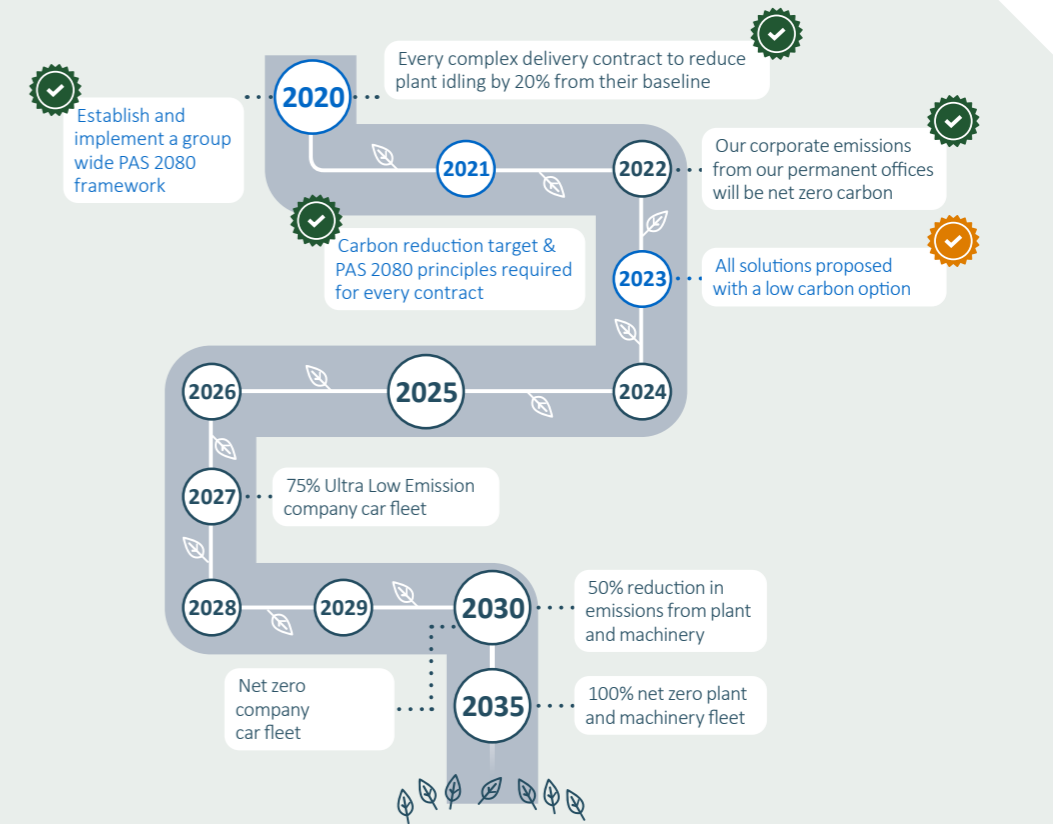 Every complex delivery contract to reduce
plant idling by 20% from their baseline
2020
Establish and
implement a group
wide PAS 2080
framework
2021
2022
Our corporate emissions
from our permanent offices
will be net zero carbon
Carbon reduction target &
PAS 2080 principles required
for every contract
2023
All solutions proposed
with a low carbon option
2024
2025
2026
2027
75% Ultra Low Emission
company car fleet
2028
2029
2030
50% reduction in
emissions from plant
and machinery
Net zero
company
car fleet
2035
100% net zero plant
and machinery fleet